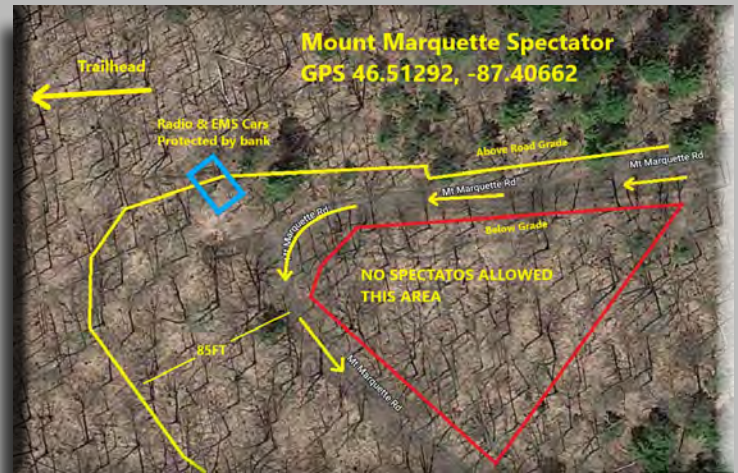 Mount Marquette Spectator
GPS 46.51292, -87.40662
Trailhead
Radio & EMS Cars
Protected by bank
Above Road Grade
Mt Marquette Rd
Mt Marquette Rd
Mt Marquette Rd
Below Grade
NO SPECTATOS ALLOWED
THIS AREA
85FT
Mt Marquette Rd